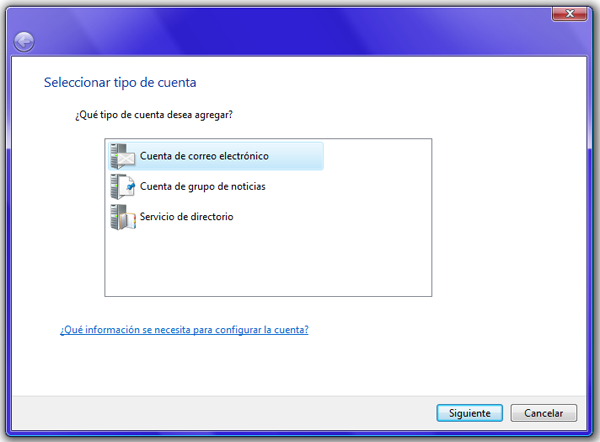 Seleccionar tipo de cuenta
¿Qué tipo de cuenta desea agregar?
Cuenta de correo electrónico
Cuenta de grupo de noticias
Servicio de directorio
¿Qué información se necesita para configurar la cuenta?
Siguiente
Cancelar